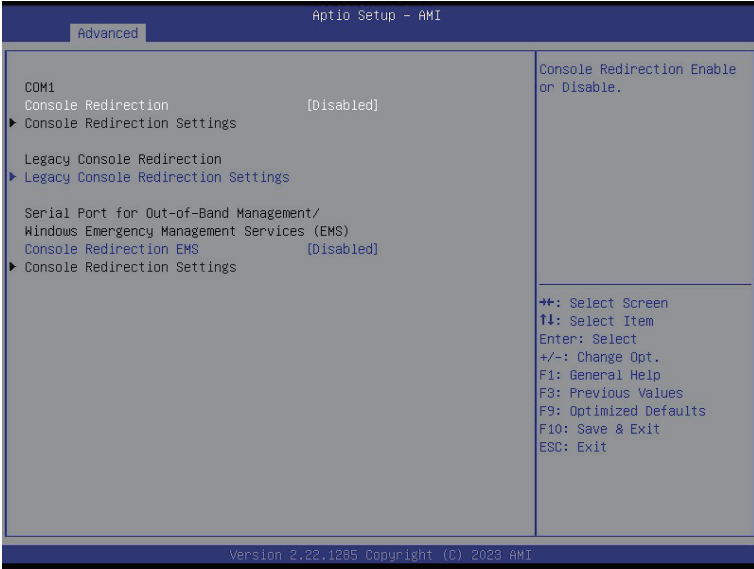 Aptio Setup – AMI
Advanced
COM1
Console Redirection [Disabled]
▶ Console Redirection Settings
Legacy Console Redirection
▶ Legacy Console Redirection Settings
Serial Port for Out-of-Band Management/
Windows Emergency Management Services (EMS)
Console Redirection EMS [Disabled]
▶ Console Redirection Settings
Console Redirection Enable
or Disable.
→←: Select Screen
↑↓: Select Item
Enter: Select
+/-: Change Opt.
F1: General Help
F3: Previous Values
F9: Optimized Defaults
F10: Save & Exit
ESC: Exit
Version 2.22.1285 Copyright (C) 2023 AMI